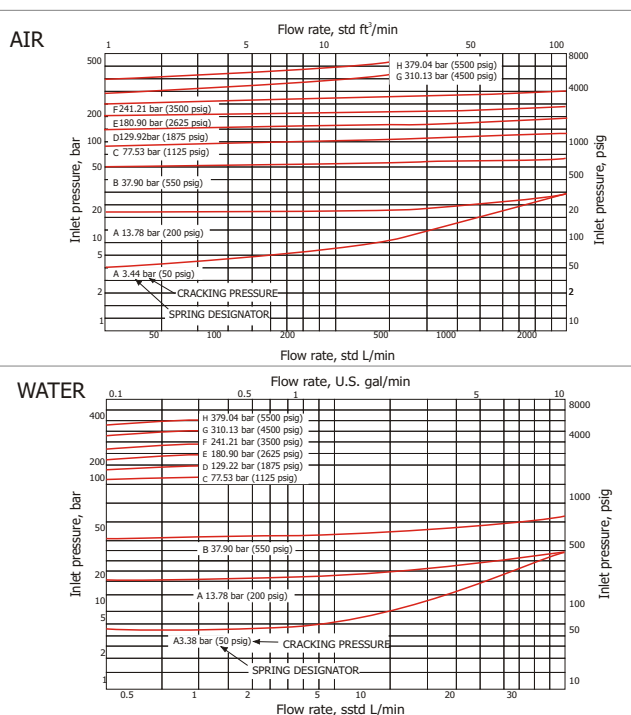 AIR
Flow rate, std ft³/min
1 5 10 50 100
Inlet pressure, bar
500
200
100
50
20
10
5
2
1
H 379.04 bar (5500 psig)
G 310.13 bar (4500 psig)
F 241.21 bar (3500 psig)
E 180.90 bar (2625 psig)
D 129.92bar (1875 psig)
C 77.53 bar (1125 psig)
B 37.90 bar (550 psig)
A 13.78 bar (200 psig)
A 3.44 bar (50 psig)
CRACKING PRESSURE
SPRING DESIGNATOR
8000
4000
1000
500
20
100
50
2
10
Inlet pressure, psig
50 100 200 500 1000 2000
Flow rate, std L/min
WATER
Flow rate, U.S. gal/min
0.1 0.5 1 5 10
Inlet pressure, bar
400
200
100
50
20
10
5
2
1
H 379.04 bar (5500 psig)
G 310.13 bar (4500 psig)
F 241.21 bar (3500 psig)
E 180.90 bar (2625 psig)
D 129.22 bar (1875 psig)
C 77.53 bar (1125 psig)
B 37.90 bar (550 psig)
A 13.78 bar (200 psig)
A3.38 bar (50 psig)
CRACKING PRESSURE
SPRING DESIGNATOR
8000
4000
1000
500
100
50
10
Inlet pressure, psig
0.5 1 2 5 10 20 30
Flow rate, sstd L/min